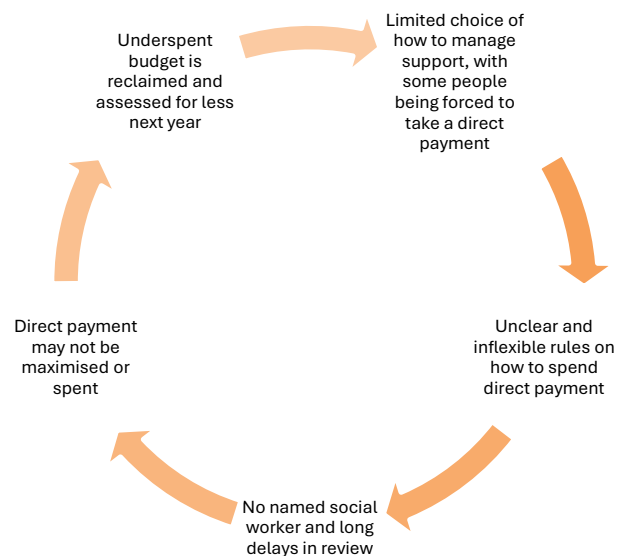 Limited choice of
how to manage
support, with
some people
being forced to
take a direct
payment
Unclear and
inflexible rules on
how to spend
direct payment
No named social
worker and long
delays in review
Direct payment
may not be
maximised or
spent
Underspent
budget is
reclaimed and
assessed for less
next year